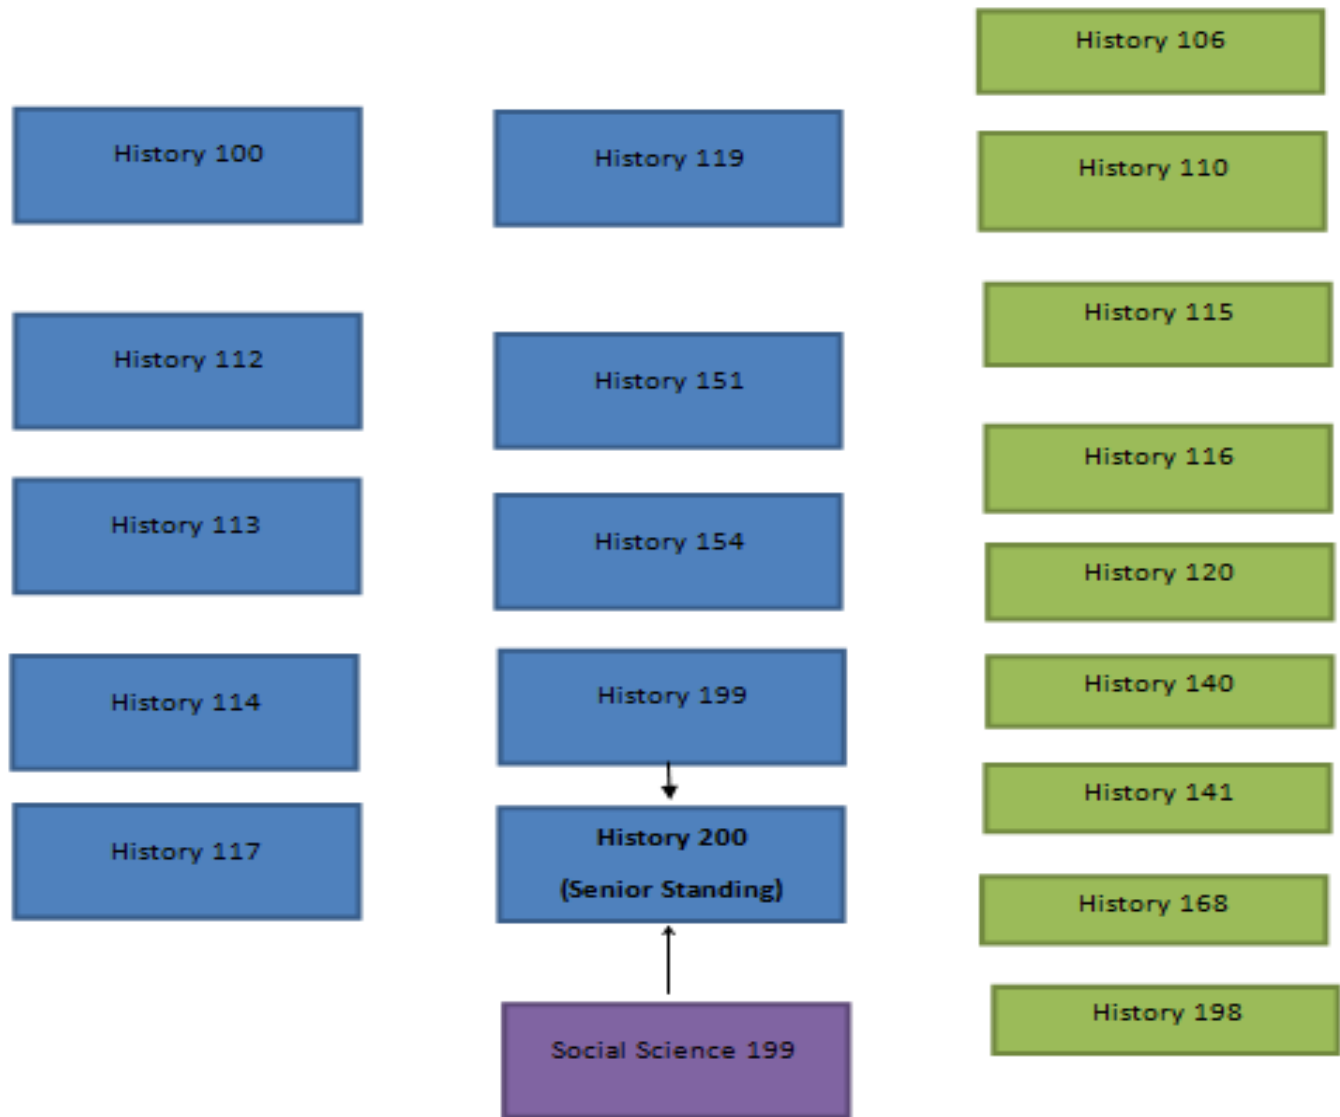 History 100
History 112
History 113
History 114
History 117
History 119
History 151
History 154
History 199
History 200
(Senior Standing)
Social Science 199
History 106
History 110
History 115
History 116
History 120
History 140
History 141
History 168
History 198